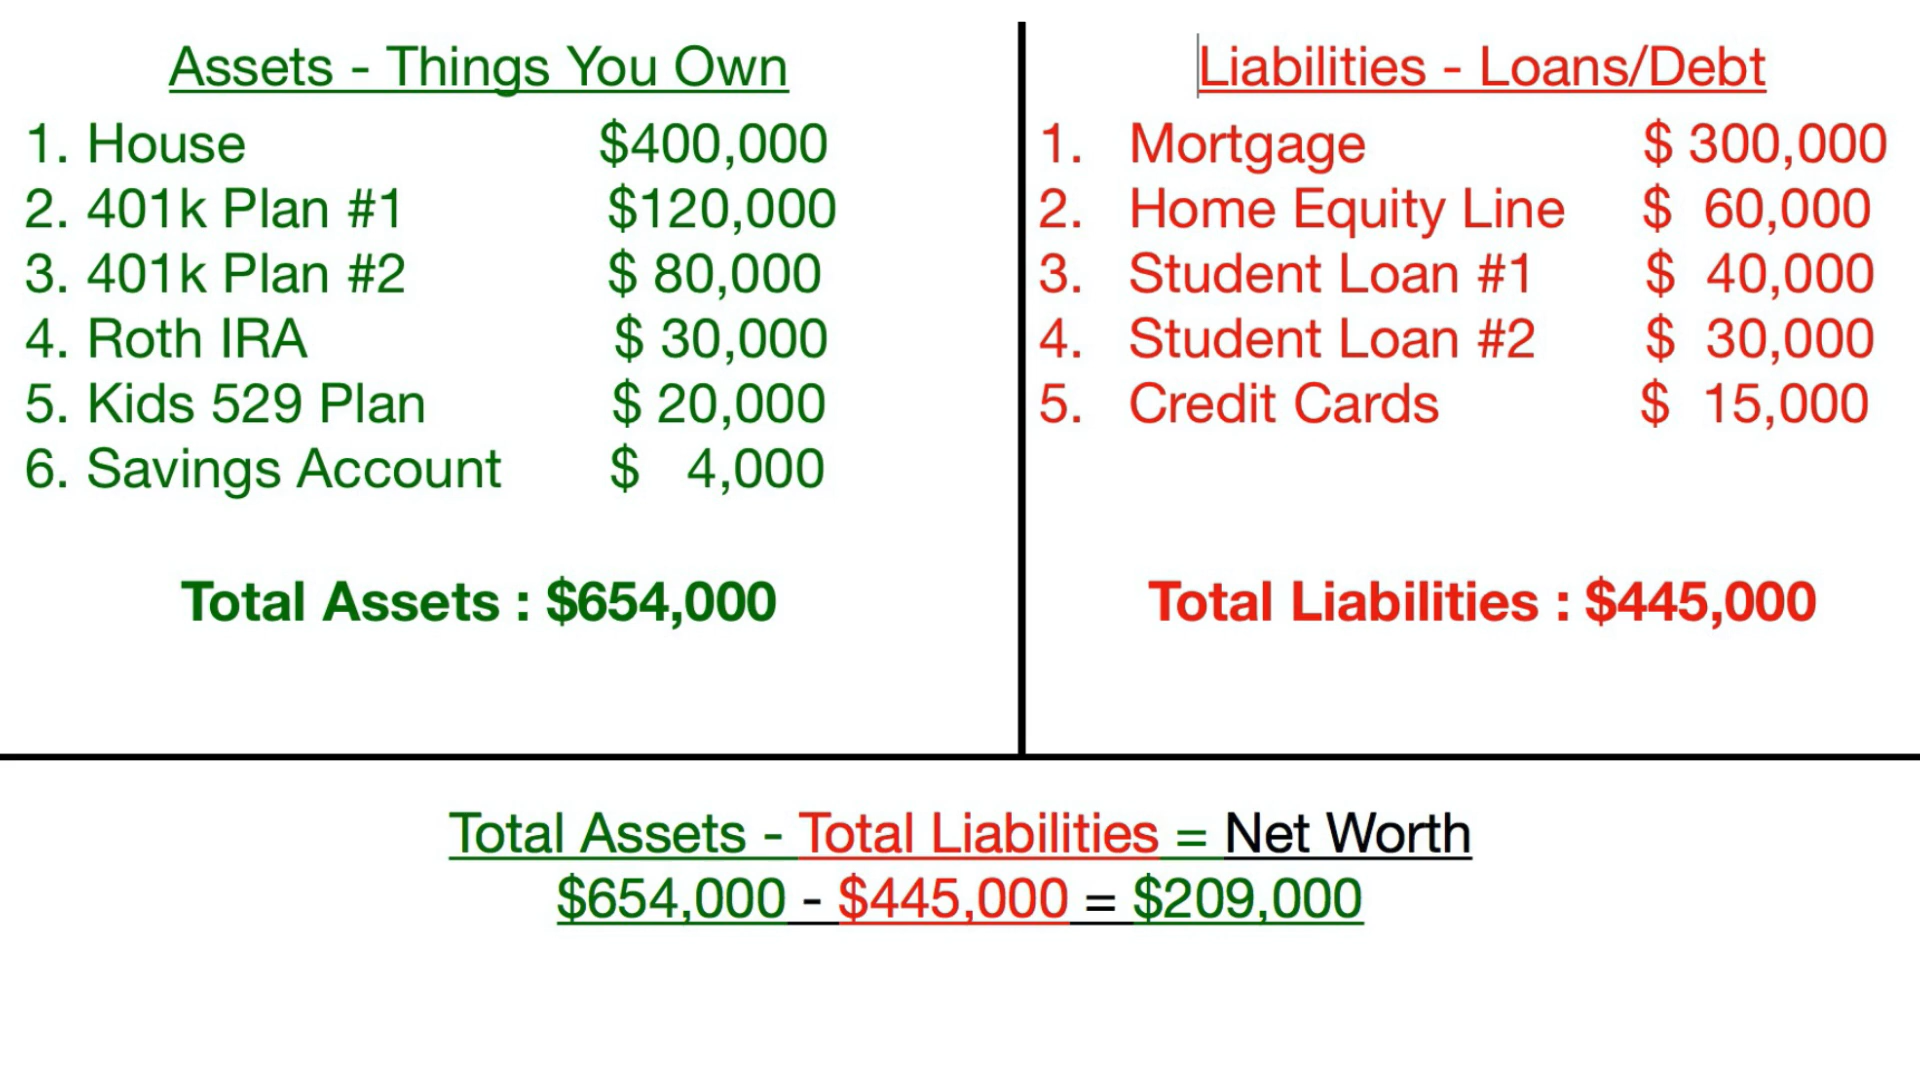 Assets - Things You Own
1. House $400,000
2. 401k Plan #1 $120,000
3. 401k Plan #2 $ 80,000
4. Roth IRA $ 30,000
5. Kids 529 Plan $ 20,000
6. Savings Account $ 4,000
Total Assets : $654,000
Liabilities - Loans/Debt
1. Mortgage $ 300,000
2. Home Equity Line $ 60,000
3. Student Loan #1 $ 40,000
4. Student Loan #2 $ 30,000
5. Credit Cards $ 15,000
Total Liabilities : $445,000
Total Assets - Total Liabilities = Net Worth
$654,000 - $445,000 = $209,000